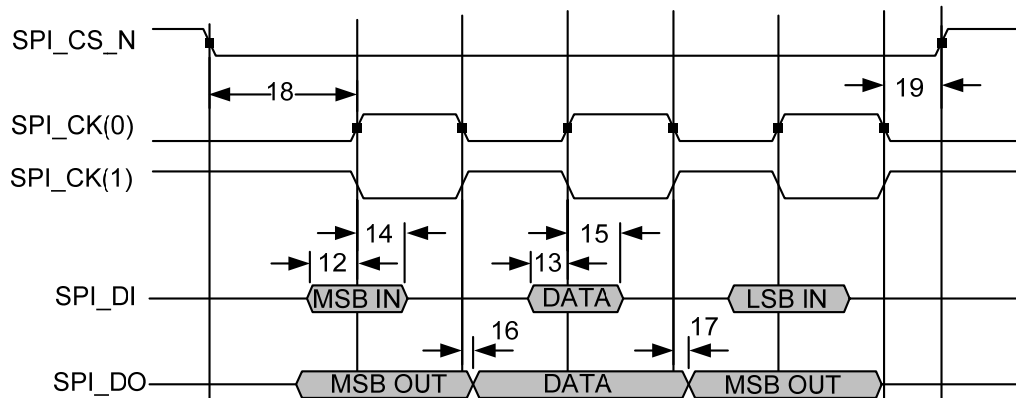 SPI_CS_N
18
19
SPI_CK(0)
SPI_CK(1)
14
15
12
13
SPI_DI
MSB IN
DATA
LSB IN
16
17
SPI_DO
MSB OUT
DATA
MSB OUT